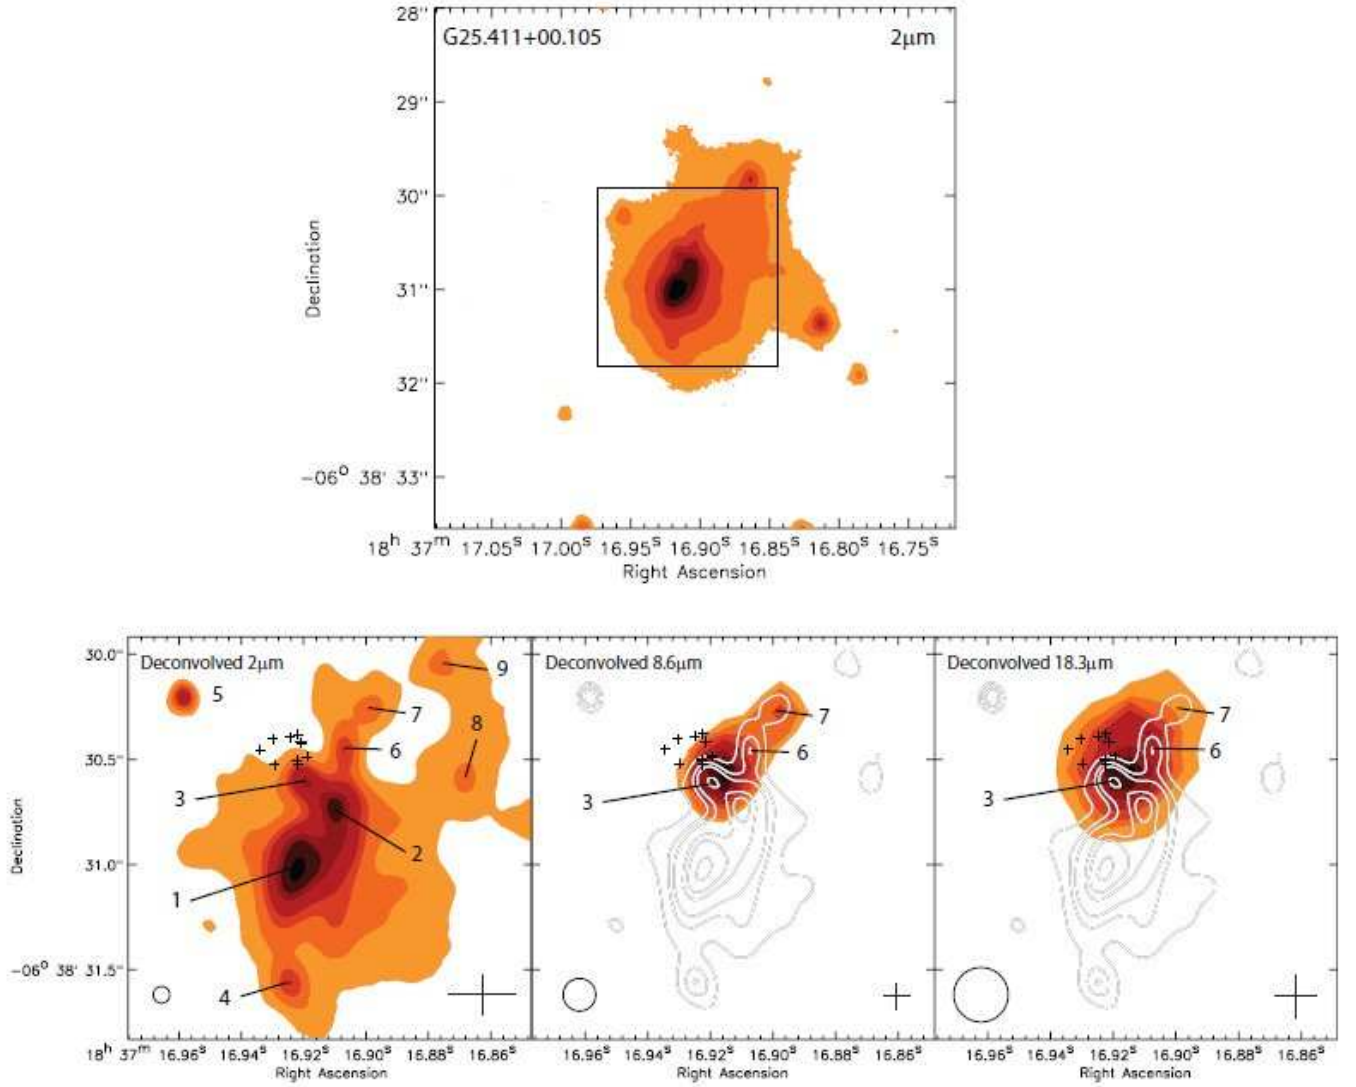 G25.411+00.105 2μm
28"
29"
30"
31"
32"
−06° 38' 33"
Declination
18ʰ 37ᵐ 17.05ˢ 17.00ˢ 16.95ˢ 16.90ˢ 16.85ˢ 16.80ˢ 16.75ˢ
Right Ascension
Deconvolved 2μm
5
9
7
8
6
3
2
1
4
Deconvolved 8.6μm
7
6
3
Deconvolved 18.3μm
7
6
3
30.0"
30.5"
31.0"
−06° 38' 31.5"
Declination
18ʰ 37ᵐ 16.96ˢ 16.94ˢ 16.92ˢ 16.90ˢ 16.88ˢ 16.86ˢ
Right Ascension
16.96ˢ 16.94ˢ 16.92ˢ 16.90ˢ 16.88ˢ 16.86ˢ
Right Ascension
16.96ˢ 16.94ˢ 16.92ˢ 16.90ˢ 16.88ˢ 16.86ˢ
Right Ascension